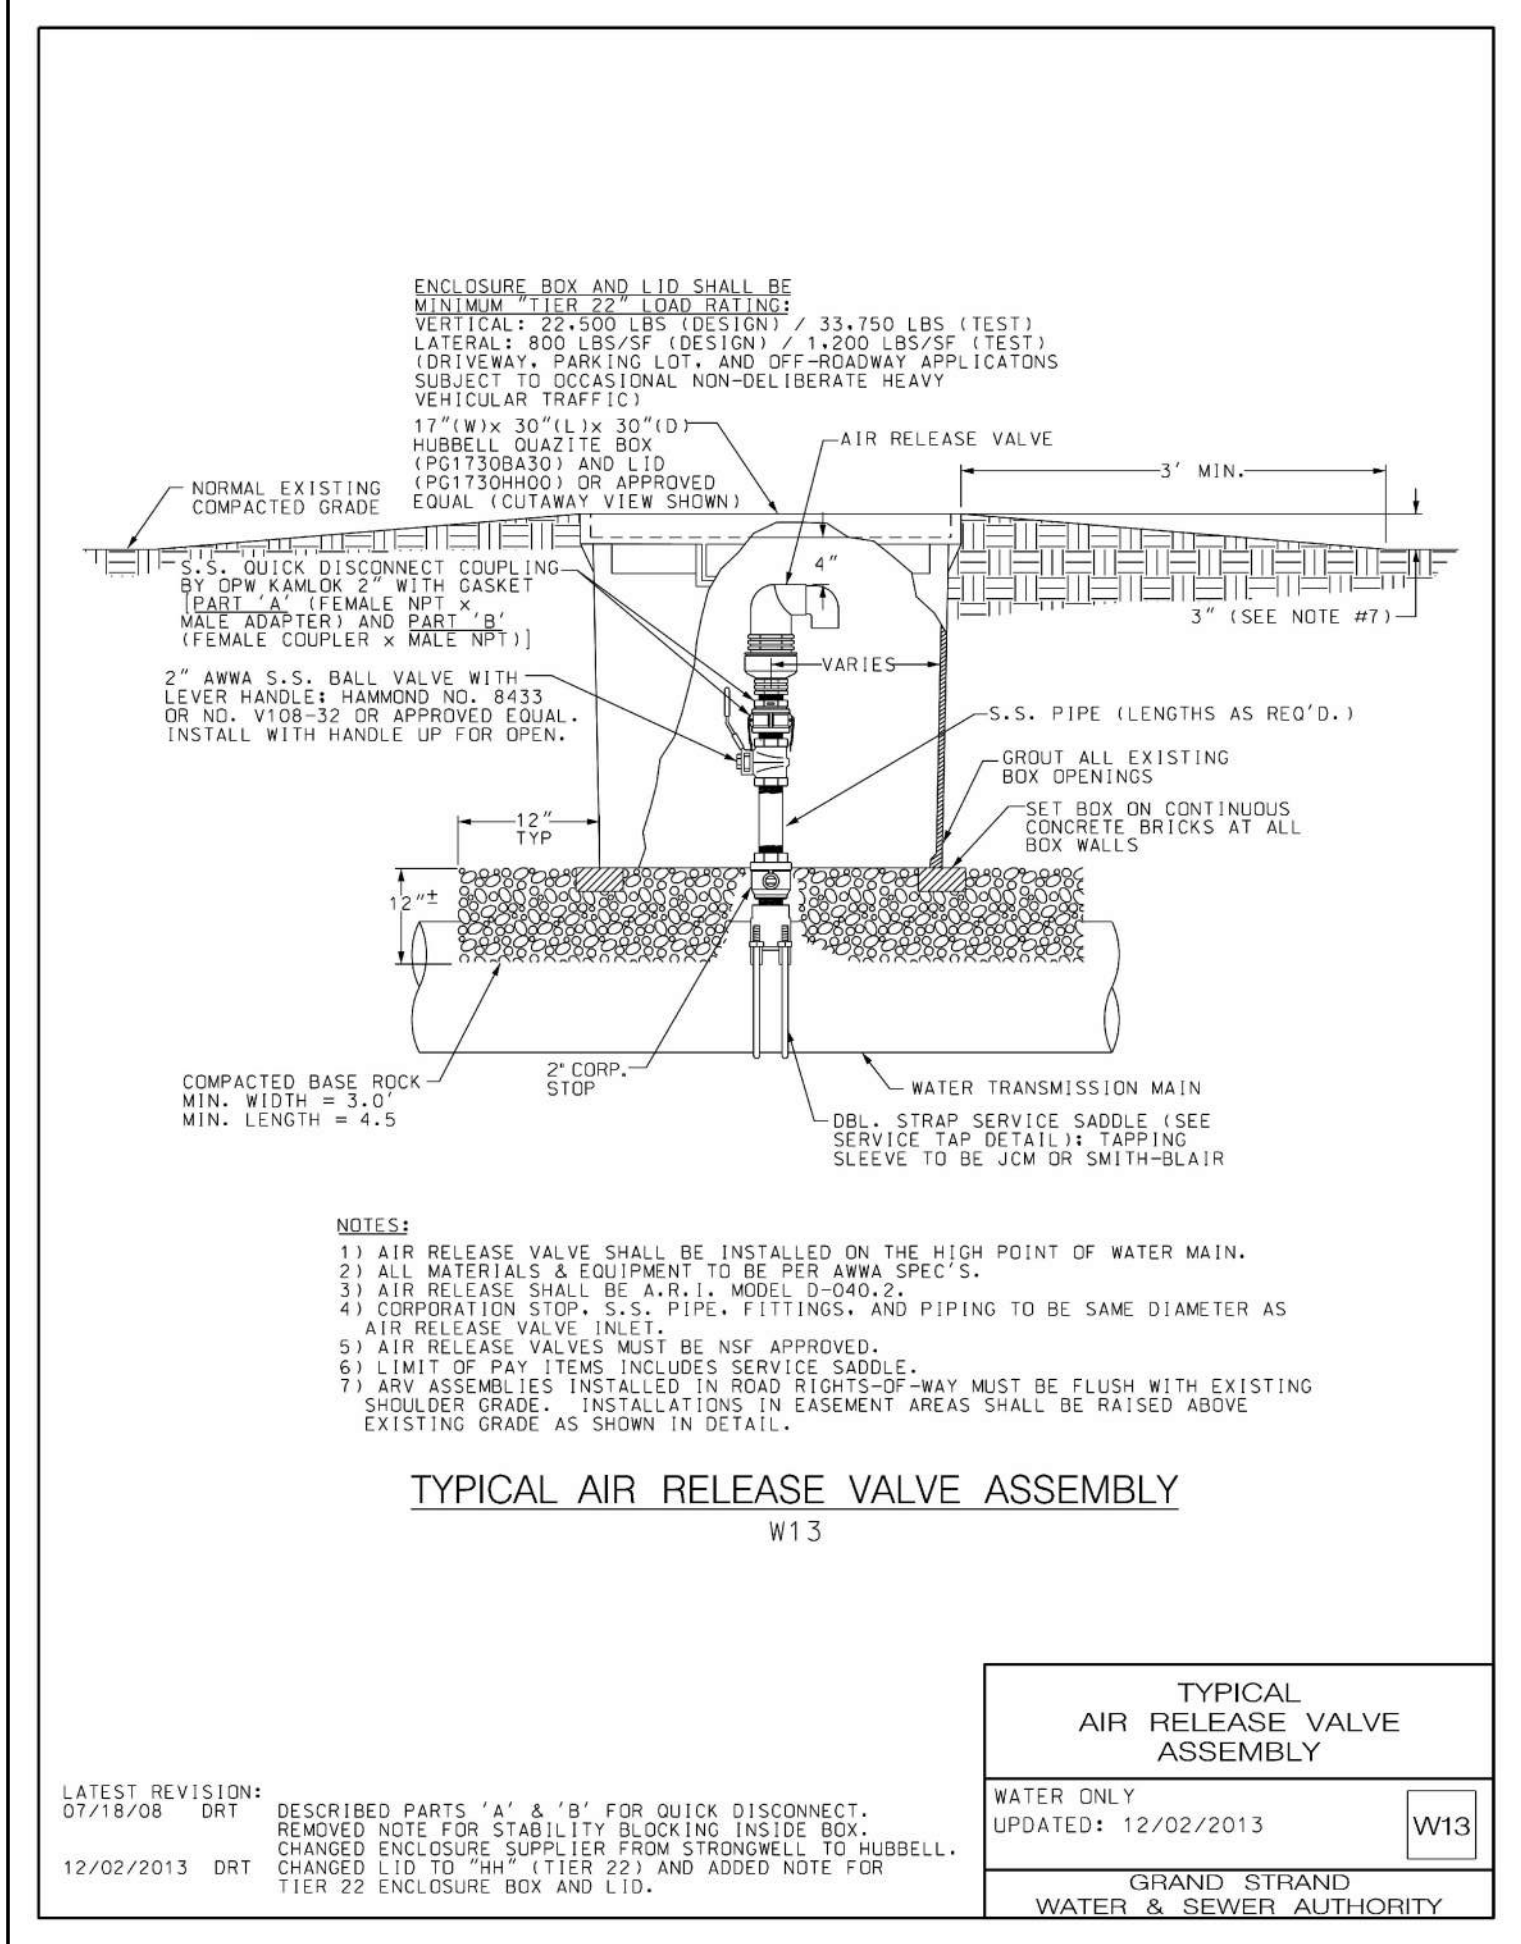 ENCLOSURE BOX AND LID SHALL BE
MINIMUM "TIER 22" LOAD RATING:
VERTICAL: 22,500 LBS (DESIGN) / 33,750 LBS (TEST)
LATERAL: 800 LBS/SF (DESIGN) / 1,200 LBS/SF (TEST)
(DRIVEWAY, PARKING LOT, AND OFF-ROADWAY APPLICATONS
SUBJECT TO OCCASIONAL NON-DELIBERATE HEAVY
VEHICULAR TRAFFIC)
17"(W)x 30"(L)x 30"(D)
HUBBELL QUAZITE BOX
(PG1730BA30) AND LID
(PG1730HH00) OR APPROVED
EQUAL (CUTAWAY VIEW SHOWN)
AIR RELEASE VALVE
3' MIN.
NORMAL EXISTING
COMPACTED GRADE
4"
S.S. QUICK DISCONNECT COUPLING
BY OPW KAMLOK 2" WITH GASKET
[PART 'A' (FEMALE NPT x
MALE ADAPTER) AND PART 'B'
(FEMALE COUPLER x MALE NPT)]
3" (SEE NOTE #7)
VARIES
2" AWWA S.S. BALL VALVE WITH
LEVER HANDLE: HAMMOND NO. 8433
OR NO. V108-32 OR APPROVED EQUAL.
INSTALL WITH HANDLE UP FOR OPEN.
S.S. PIPE (LENGTHS AS REQ'D.)
GROUT ALL EXISTING
BOX OPENINGS
SET BOX ON CONTINUOUS
CONCRETE BRICKS AT ALL
BOX WALLS
12"
TYP
12"±
COMPACTED BASE ROCK
MIN. WIDTH = 3.0'
MIN. LENGTH = 4.5
2" CORP.
STOP
WATER TRANSMISSION MAIN
DBL. STRAP SERVICE SADDLE (SEE
SERVICE TAP DETAIL); TAPPING
SLEEVE TO BE JCM OR SMITH-BLAIR
NOTES:
1) AIR RELEASE VALVE SHALL BE INSTALLED ON THE HIGH POINT OF WATER MAIN.
2) ALL MATERIALS & EQUIPMENT TO BE PER AWWA SPEC'S.
3) AIR RELEASE SHALL BE A.R.I. MODEL D-040.2.
4) CORPORATION STOP, S.S. PIPE, FITTINGS, AND PIPING TO BE SAME DIAMETER AS
AIR RELEASE VALVE INLET.
5) AIR RELEASE VALVES MUST BE NSF APPROVED.
6) LIMIT OF PAY ITEMS INCLUDES SERVICE SADDLE.
7) ARV ASSEMBLIES INSTALLED IN ROAD RIGHTS-OF-WAY MUST BE FLUSH WITH EXISTING
SHOULDER GRADE. INSTALLATIONS IN EASEMENT AREAS SHALL BE RAISED ABOVE
EXISTING GRADE AS SHOWN IN DETAIL.
TYPICAL AIR RELEASE VALVE ASSEMBLY
W13
LATEST REVISION:
07/18/08 DRT DESCRIBED PARTS 'A' & 'B' FOR QUICK DISCONNECT.
REMOVED NOTE FOR STABILITY BLOCKING INSIDE BOX.
CHANGED ENCLOSURE SUPPLIER FROM STRONGWELL TO HUBBELL.
12/02/2013 DRT CHANGED LID TO "HH" (TIER 22) AND ADDED NOTE FOR
TIER 22 ENCLOSURE BOX AND LID.
TYPICAL
AIR RELEASE VALVE
ASSEMBLY
WATER ONLY
UPDATED: 12/02/2013
W13
GRAND STRAND
WATER & SEWER AUTHORITY